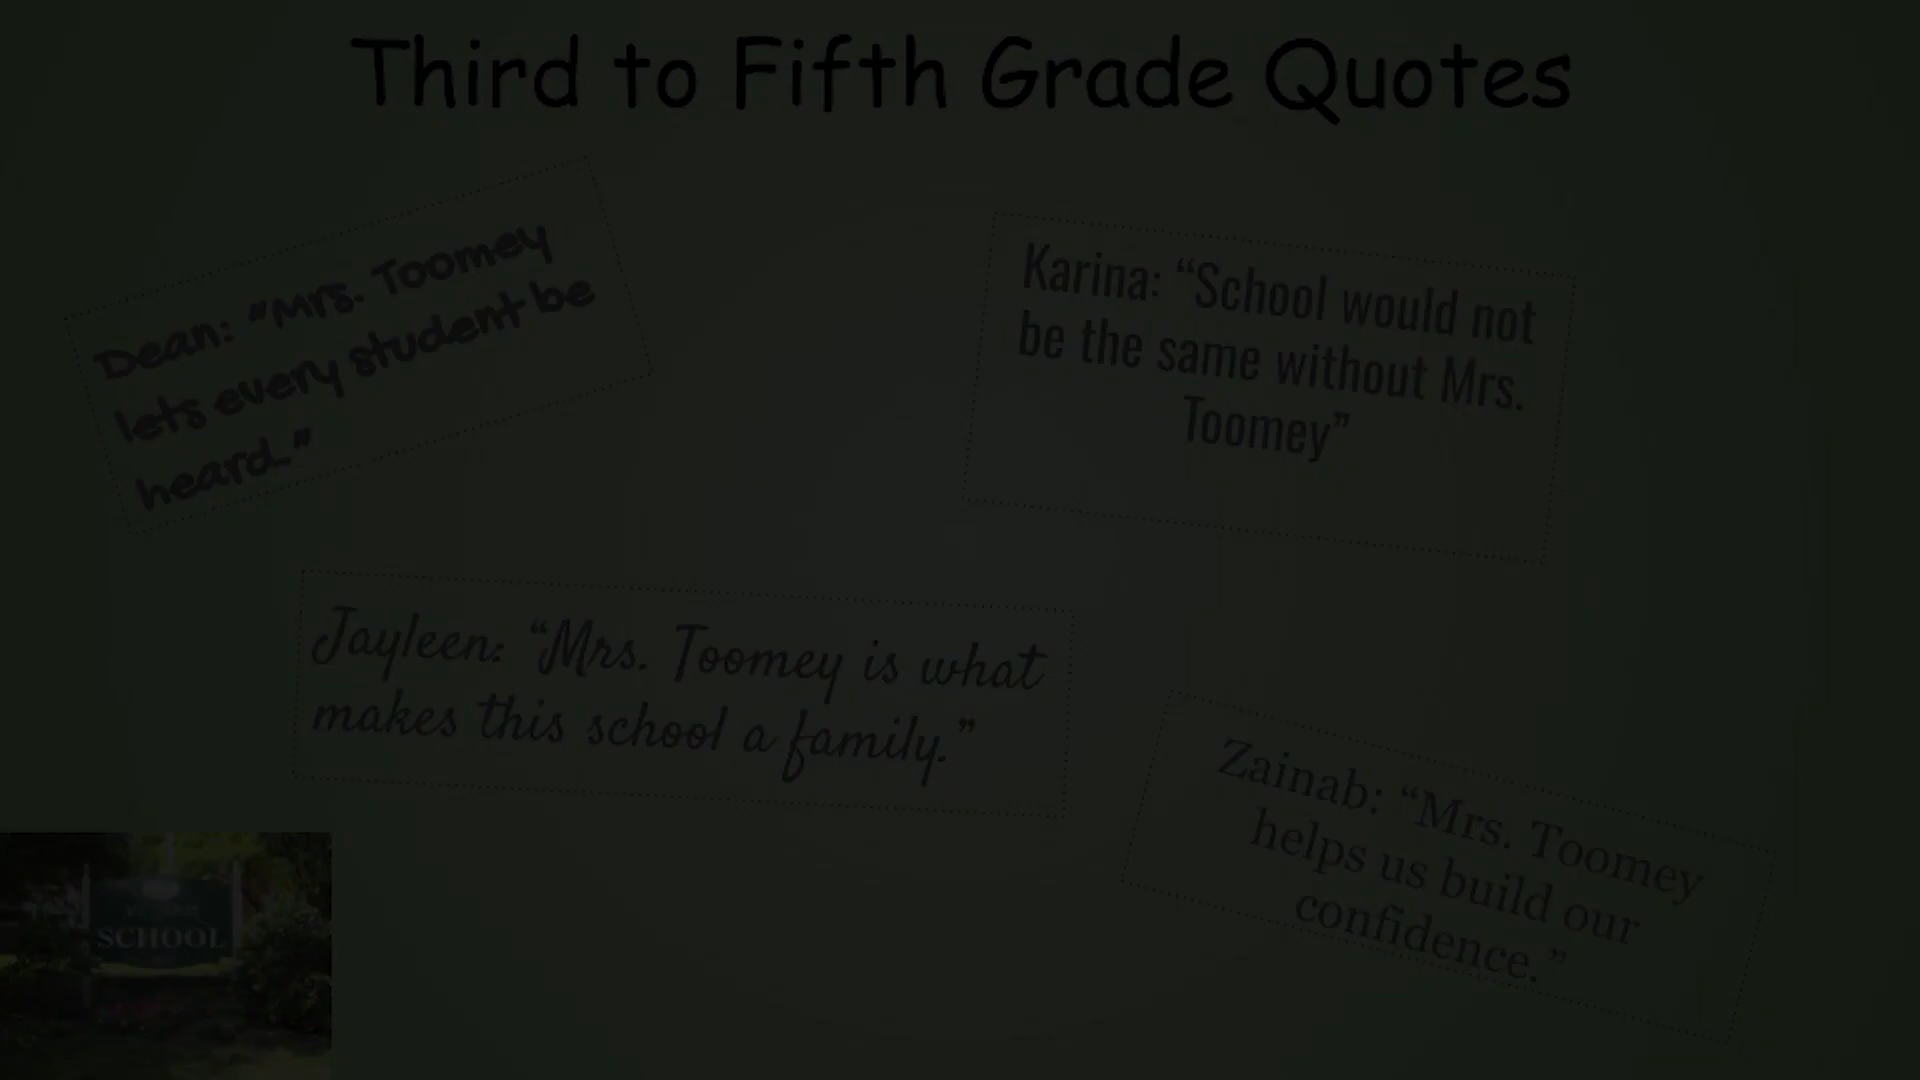 Third to Fifth Grade Quotes
Dean: "Mrs. Toomey
lets every student be
heard."
Karina: “School would not
be the same without Mrs.
Toomey”
Jayleen: “Mrs. Toomey is what
makes this school a family.”
Zainab: “Mrs. Toomey
helps us build our
confidence.”
SCHOOL